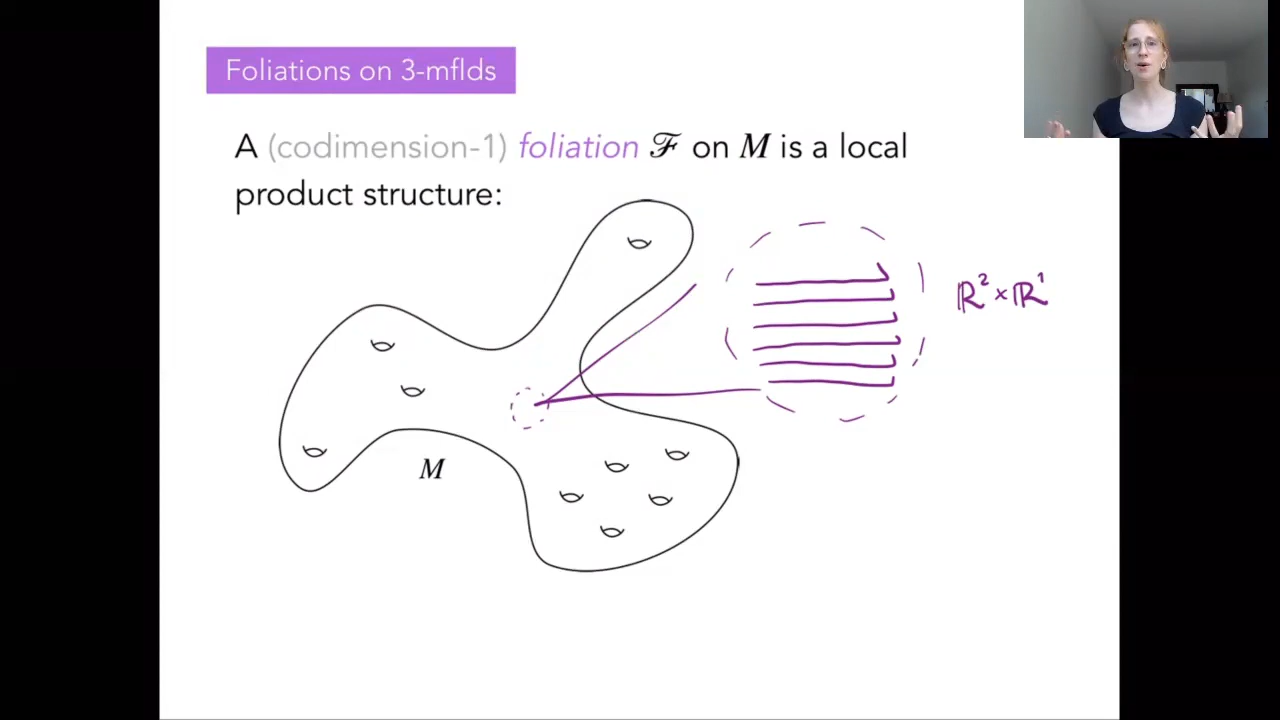 Foliations on 3-mflds
A (codimension-1) foliation ℱ on M is a local
product structure:
ℝ² × ℝ¹
M